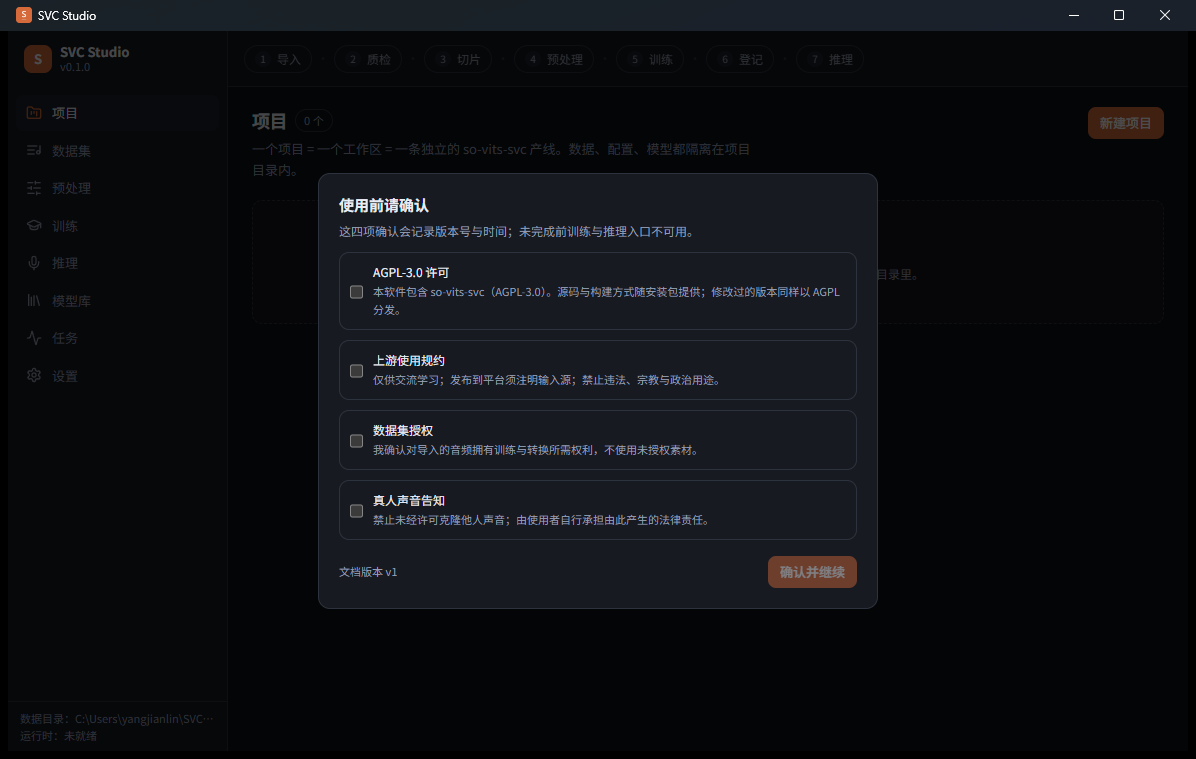 S SVC Studio
S
SVC Studio
v0.1.0
1 导入
2 质检
3 切片
4 预处理
5 训练
6 登记
7 推理
项目
数据集
预处理
训练
推理
模型库
任务
设置
项目 0 个
新建项目
一个项目 = 一个工作区 = 一条独立的 so-vits-svc 产线。数据、配置、模型都隔离在项目
目录内。
目录里。
使用前请确认
这四项确认会记录版本号与时间；未完成前训练与推理入口不可用。
AGPL-3.0 许可
本软件包含 so-vits-svc（AGPL-3.0）。源码与构建方式随安装包提供；修改过的版本同样以 AGPL
分发。
上游使用规约
仅供交流学习；发布到平台须注明输入源；禁止违法、宗教与政治用途。
数据集授权
我确认对导入的音频拥有训练与转换所需权利，不使用未授权素材。
真人声音告知
禁止未经许可克隆他人声音；由使用者自行承担由此产生的法律责任。
文档版本 v1
确认并继续
数据目录：C:\Users\yangjianlin\SVC…
运行时：未就绪